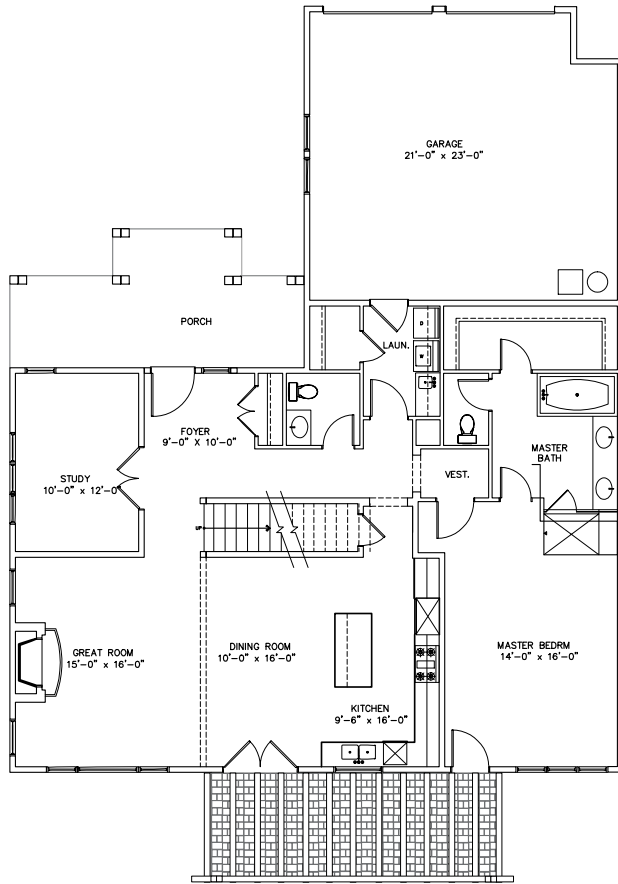 GARAGE
21'-0" x 23'-0"
PORCH
LAUN.
D
W
FOYER
9'-0" X 10'-0"
STUDY
10'-0" x 12'-0"
MASTER
BATH
VEST.
UP
GREAT ROOM
15'-0" x 16'-0"
DINING ROOM
10'-0" x 16'-0"
MASTER BEDRM
14'-0" x 16'-0"
KITCHEN
9'-6" x 16'-0"